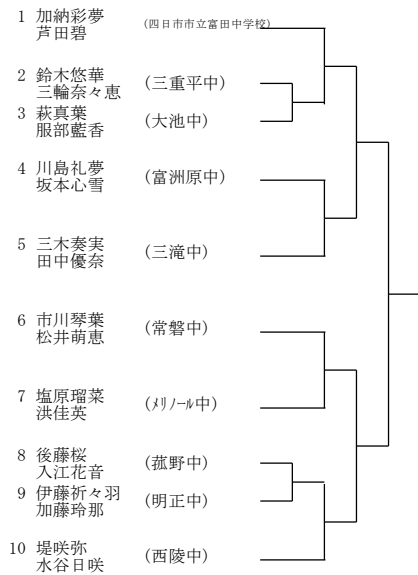 1 加納彩夢
芦田碧 (四日市市立富田中学校)
2 鈴木悠華
三輪奈々恵 (三重平中)
3 萩真葉
服部藍香 (大池中)
4 川島礼夢
坂本心雪 (富洲原中)
5 三木奏実
田中優奈 (三滝中)
6 市川琴葉
松井萌恵 (常磐中)
7 塩原瑠菜
洪佳英 (メリノール中)
8 後藤桜
入江花音 (菰野中)
9 伊藤祈々羽
加藤玲那 (明正中)
10 堤咲弥
水谷日咲 (西陵中)